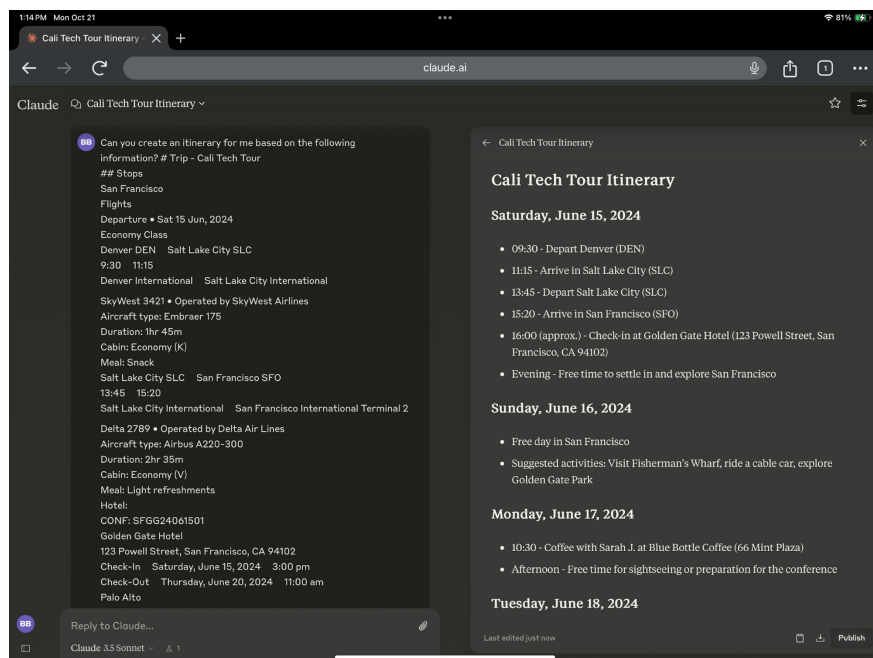 1:14 PM Mon Oct 21
81%
Cali Tech Tour Itinerary -
claude.ai
1
Claude
Cali Tech Tour Itinerary
BB
Can you create an itinerary for me based on the following
information? # Trip - Cali Tech Tour
## Stops
San Francisco
Flights
Departure • Sat 15 Jun, 2024
Economy Class
Denver DEN Salt Lake City SLC
9:30 11:15
Denver International Salt Lake City International
SkyWest 3421 • Operated by SkyWest Airlines
Aircraft type: Embraer 175
Duration: 1hr 45m
Cabin: Economy (K)
Meal: Snack
Salt Lake City SLC San Francisco SFO
13:45 15:20
Salt Lake City International San Francisco International Terminal 2
Delta 2789 • Operated by Delta Air Lines
Aircraft type: Airbus A220-300
Duration: 2hr 35m
Cabin: Economy (V)
Meal: Light refreshments
Hotel:
CONF: SFGG24061501
Golden Gate Hotel
123 Powell Street, San Francisco, CA 94102
Check-In Saturday, June 15, 2024 3:00 pm
Check-Out Thursday, June 20, 2024 11:00 am
Palo Alto
BB
Reply to Claude...
Claude 3.5 Sonnet
1
Cali Tech Tour Itinerary
Cali Tech Tour Itinerary
Saturday, June 15, 2024
• 09:30 - Depart Denver (DEN)
• 11:15 - Arrive in Salt Lake City (SLC)
• 13:45 - Depart Salt Lake City (SLC)
• 15:20 - Arrive in San Francisco (SFO)
• 16:00 (approx.) - Check-in at Golden Gate Hotel (123 Powell Street, San
Francisco, CA 94102)
• Evening - Free time to settle in and explore San Francisco
Sunday, June 16, 2024
• Free day in San Francisco
• Suggested activities: Visit Fisherman's Wharf, ride a cable car, explore
Golden Gate Park
Monday, June 17, 2024
• 10:30 - Coffee with Sarah J. at Blue Bottle Coffee (66 Mint Plaza)
• Afternoon - Free time for sightseeing or preparation for the conference
Tuesday, June 18, 2024
Last edited just now
Publish